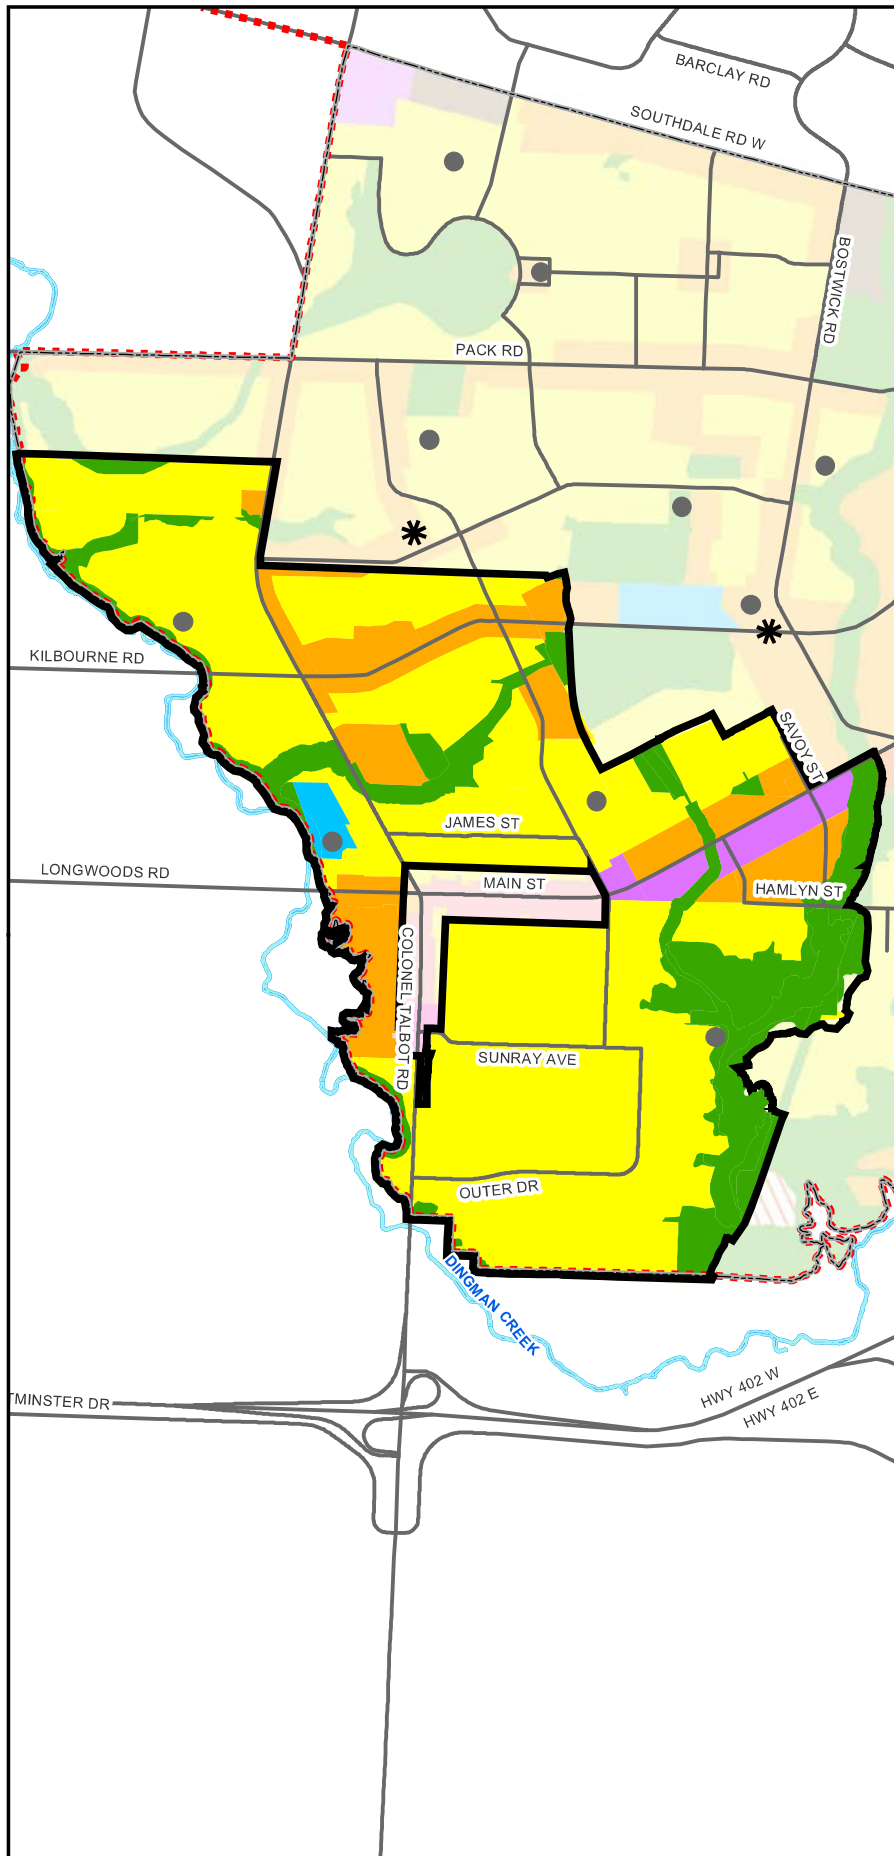 BARCLAY RD
SOUTHDALE RD W
BOSTWICK RD
PACK RD
KILBOURNE RD
SAVOY ST
JAMES ST
LONGWOODS RD
MAIN ST
HAMLYN ST
COLONEL TALBOT RD
SUNRAY AVE
OUTER DR
DINGMAN CREEK
HWY 402 W
TMINSTER DR
HWY 402 E